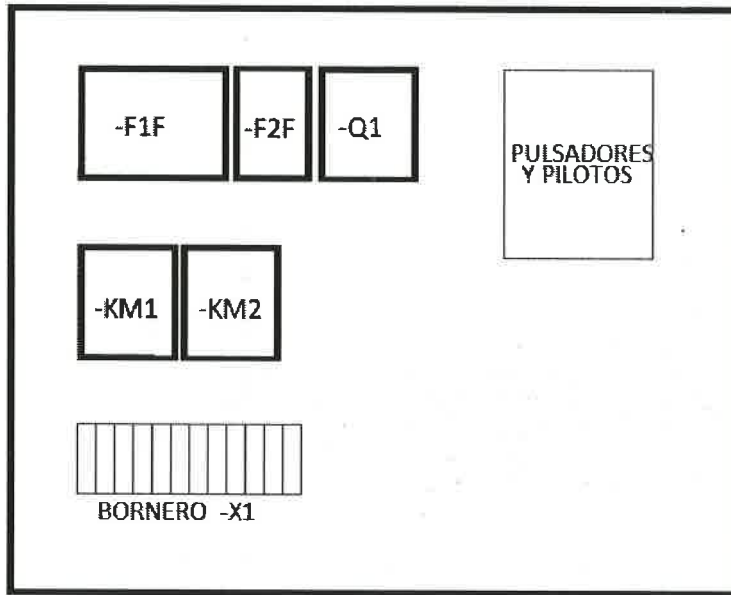 -F1F
-F2F
-Q1
PULSADORES
Y PILOTOS
-KM1
-KM2
BORNERO -X1